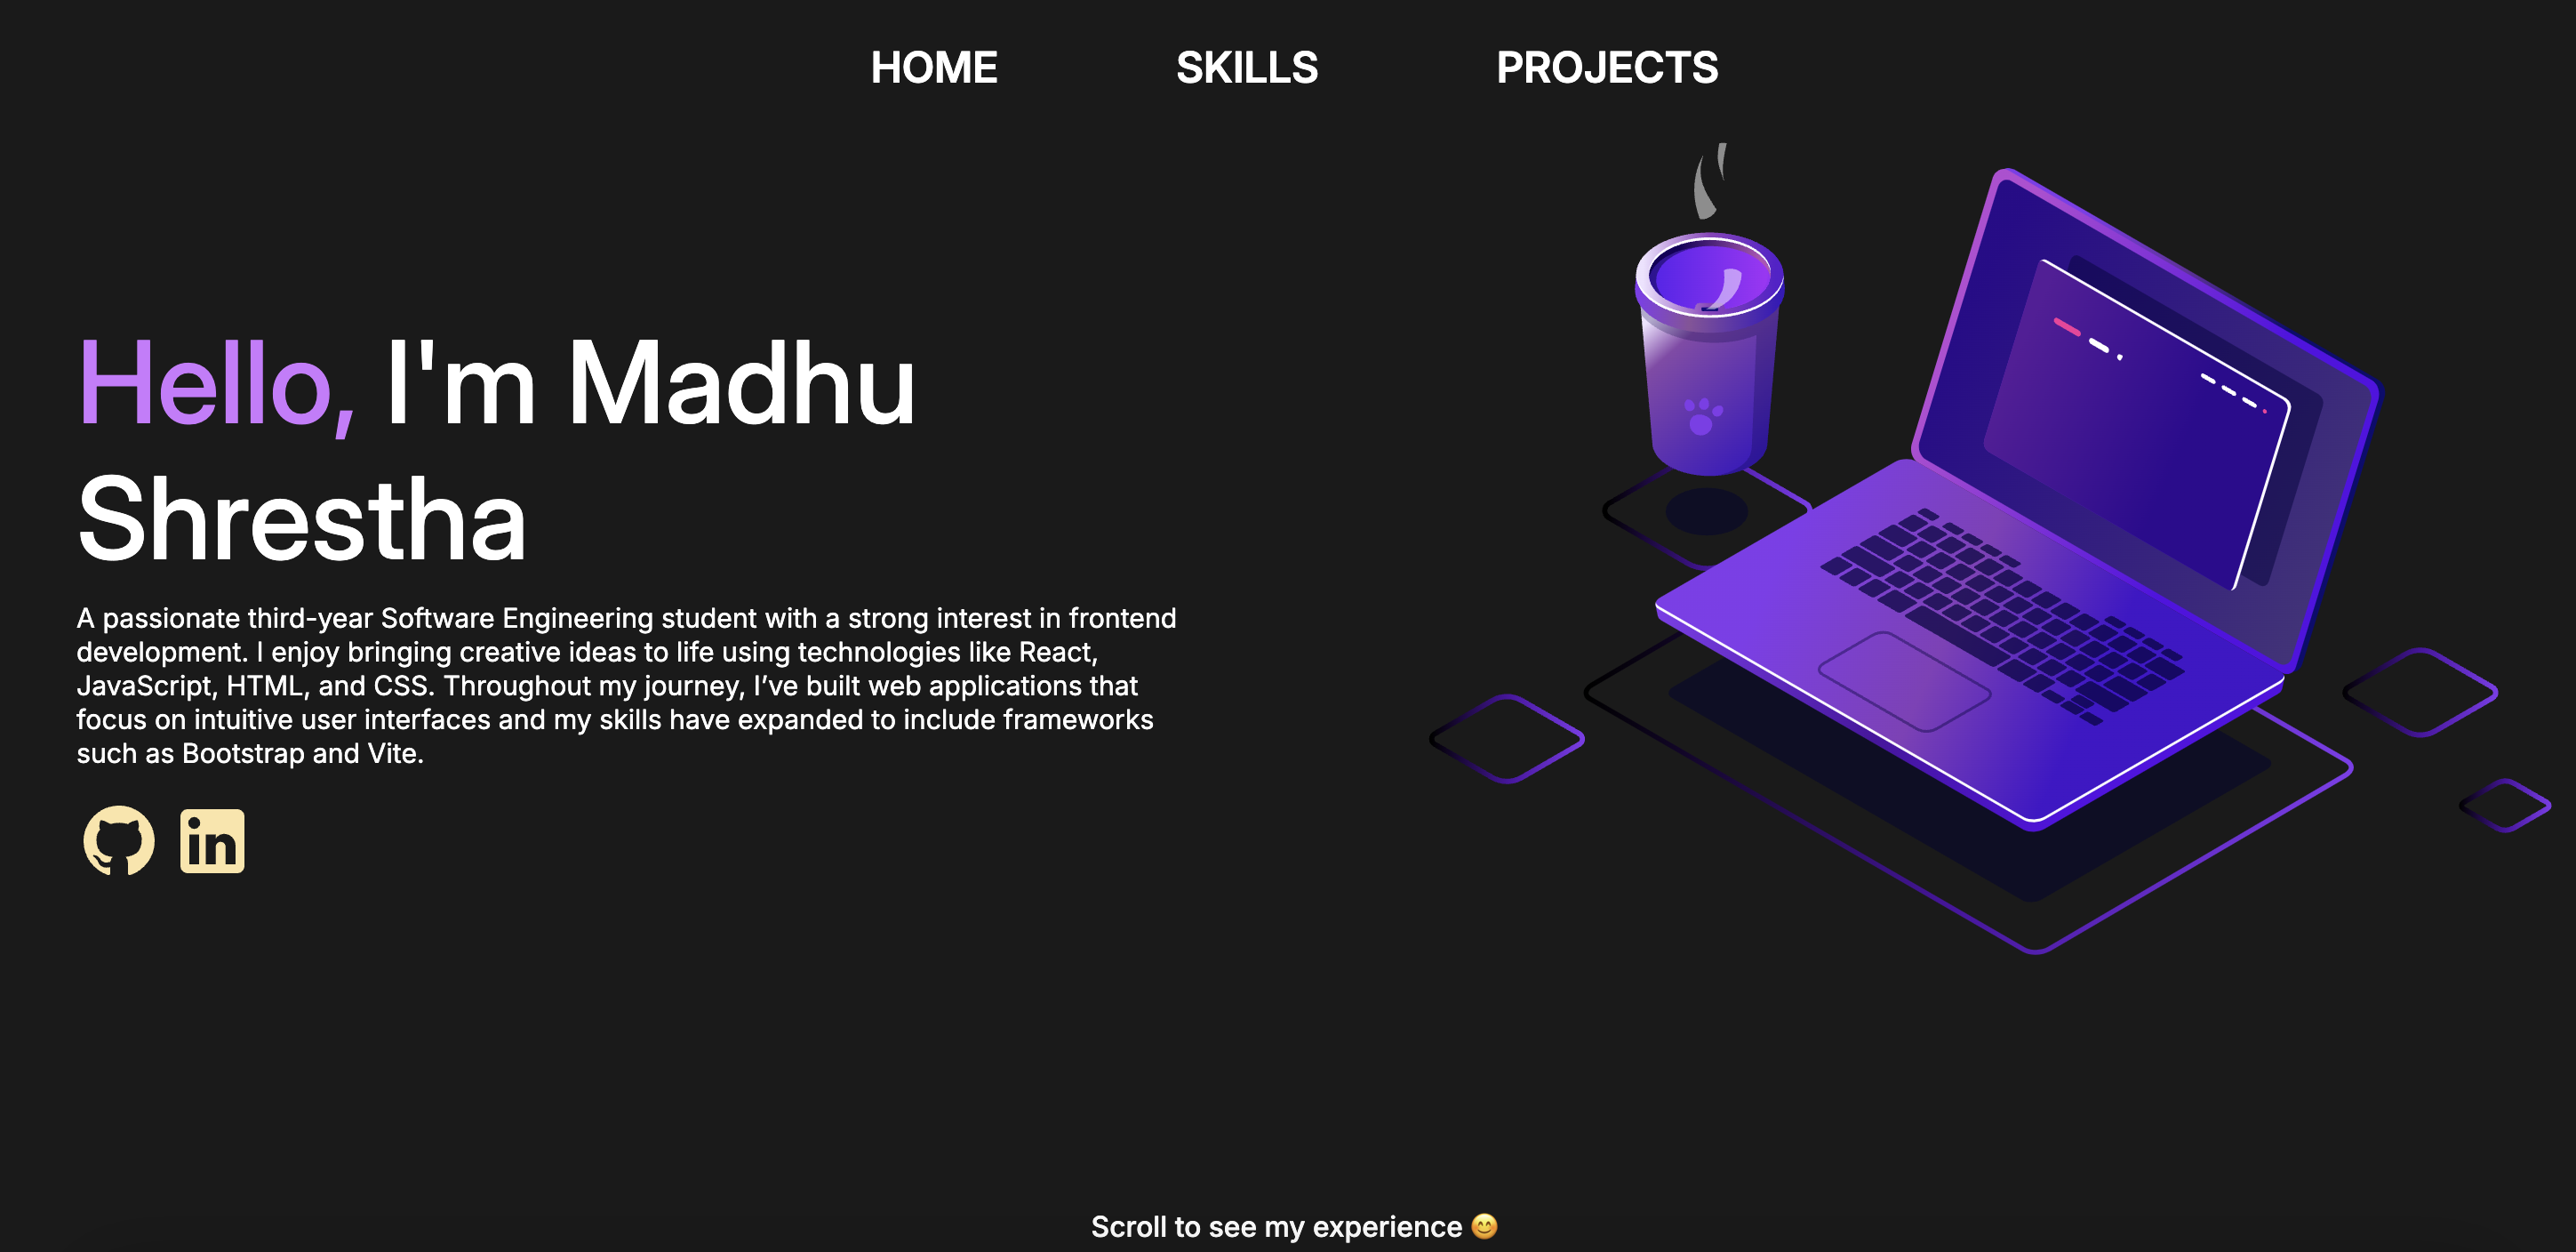 HOME SKILLS PROJECTS
Hello, I'm Madhu
Shrestha
A passionate third-year Software Engineering student with a strong interest in frontend
development. I enjoy bringing creative ideas to life using technologies like React,
JavaScript, HTML, and CSS. Throughout my journey, I’ve built web applications that
focus on intuitive user interfaces and my skills have expanded to include frameworks
such as Bootstrap and Vite.
in
Scroll to see my experience 😊